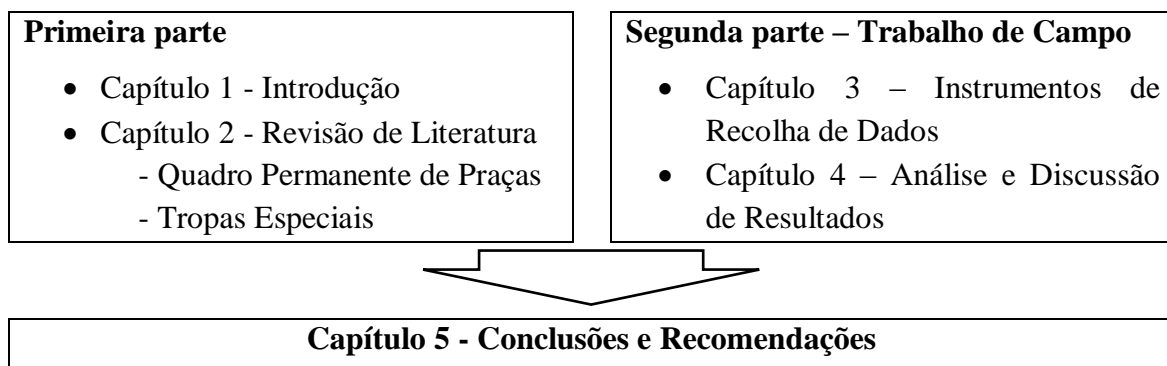 Primeira parte
• Capítulo 1 - Introdução
• Capítulo 2 - Revisão de Literatura
- Quadro Permanente de Praças
- Tropas Especiais
Segunda parte – Trabalho de Campo
• Capítulo 3 – Instrumentos de
Recolha de Dados
• Capítulo 4 – Análise e Discussão
de Resultados
Capítulo 5 - Conclusões e Recomendações